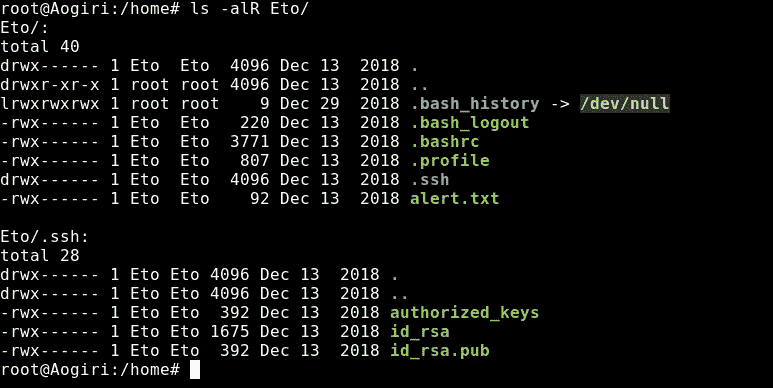 root@Aogiri:/home# ls -alR Eto/
Eto/:
total 40
drwx------ 1 Eto  Eto  4096 Dec 13  2018 .
drwxr-xr-x 1 root root 4096 Dec 13  2018 ..
lrwxrwxrwx 1 root root    9 Dec 29  2018 .bash_history -> /dev/null
-rwx------ 1 Eto  Eto   220 Dec 13  2018 .bash_logout
-rwx------ 1 Eto  Eto  3771 Dec 13  2018 .bashrc
-rwx------ 1 Eto  Eto   807 Dec 13  2018 .profile
drwx------ 1 Eto  Eto  4096 Dec 13  2018 .ssh
-rwx------ 1 Eto  Eto    92 Dec 13  2018 alert.txt
Eto/.ssh:
total 28
drwx------ 1 Eto Eto 4096 Dec 13  2018 .
drwx------ 1 Eto Eto 4096 Dec 13  2018 ..
-rwx------ 1 Eto Eto  392 Dec 13  2018 authorized_keys
-rwx------ 1 Eto Eto 1675 Dec 13  2018 id_rsa
-rwx------ 1 Eto Eto  392 Dec 13  2018 id_rsa.pub
root@Aogiri:/home#